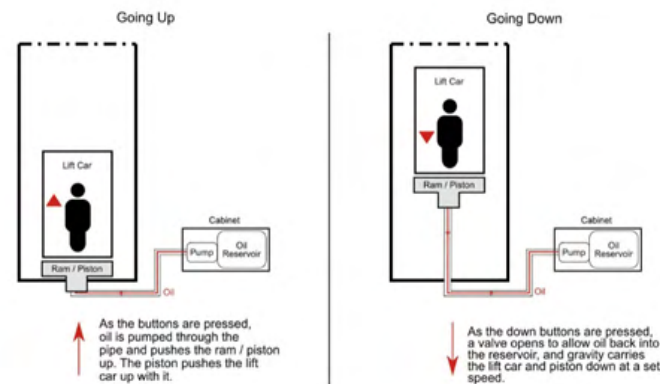 Going Up
Lift Car
Ram / Piston
Cabinet
Pump
Oil
Reservoir
Oil
As the buttons are pressed,
oil is pumped through the
pipe and pushes the ram / piston
up. The piston pushes the lift
car up with it.
Going Down
Lift Car
Ram / Piston
Cabinet
Pump
Oil
Reservoir
Oil
As the down buttons are pressed,
a valve opens to allow oil back into
the reservoir, and gravity carries
the lift car and piston down at a set
speed.